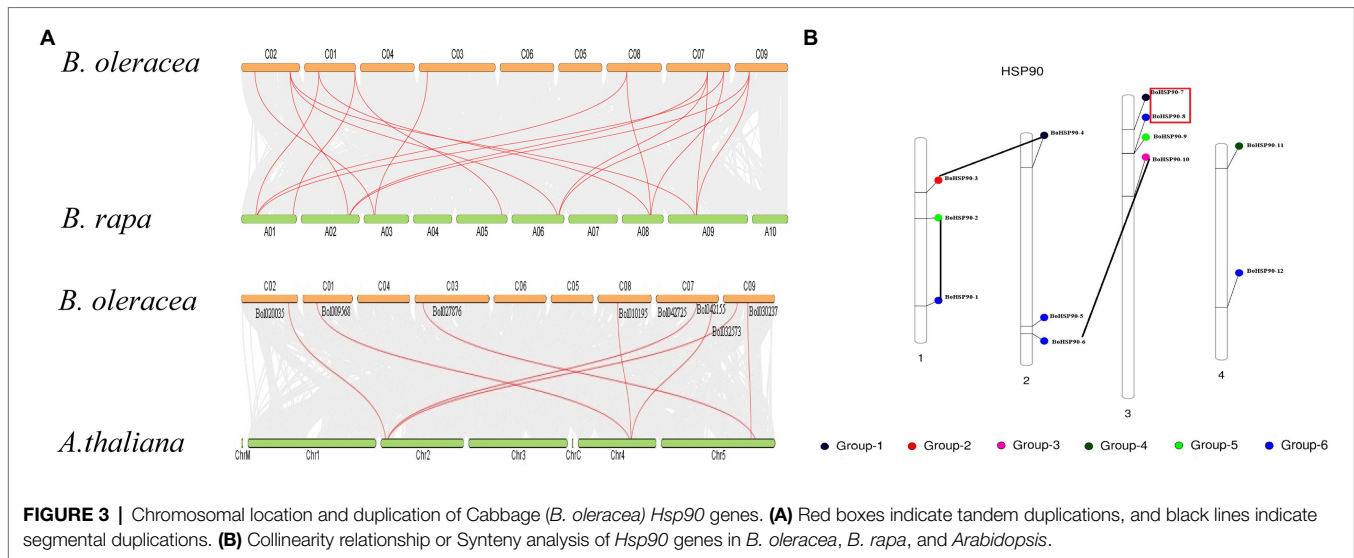 A
B. oleracea
C02 C01 C04 C03 C06 C05 C08 C07 C09
B. rapa
A01 A02 A03 A04 A05 A06 A07 A08 A09 A10
B. oleracea
C02 C01 C04 C03 C06 C05 C08 C07 C09
Bol020035 Bol009568 Bol027876 Bol010195 Bol042725 Bol042155 Bol032573 Bol030237
A.thaliana
ChrM Chr1 Chr2 Chr3 ChrC Chr4 Chr5
B
HSP90
BoHSP90-3
BoHSP90-2
BoHSP90-1
1
BoHSP90-4
BoHSP90-5
BoHSP90-6
2
BoHSP90-7
BoHSP90-8
BoHSP90-9
BoHSP90-10
3
BoHSP90-11
BoHSP90-12
4
Group-1 Group-2 Group-3 Group-4 Group-5 Group-6
FIGURE 3 | Chromosomal location and duplication of Cabbage (B. oleracea) Hsp90 genes. (A) Red boxes indicate tandem duplications, and black lines indicate
segmental duplications. (B) Collinearity relationship or Synteny analysis of Hsp90 genes in B. oleracea, B. rapa, and Arabidopsis.